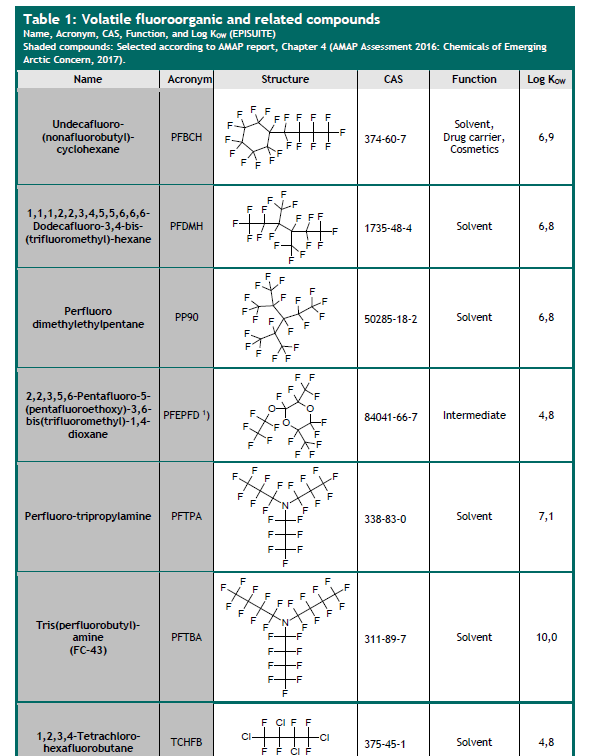 Table 1: Volatile fluoroorganic and related compounds
Name, Acronym, CAS, Function, and Log Kow (EPISUITE)
Shaded compounds: Selected according to AMAP report, Chapter 4 (AMAP Assessment 2016: Chemicals of Emerging
Arctic Concern, 2017).
Name Acronym Structure CAS Function Log Kow
Undecafluoro-
(nonafluorobutyl)-
cyclohexane
PFBCH
374-60-7
Solvent,
Drug carrier,
Cosmetics
6,9
1,1,1,2,2,3,4,5,5,6,6,6-
Dodecafluoro-3,4-bis-
(trifluoromethyl)-hexane
PFDMH
1735-48-4
Solvent
6,8
Perfluoro
dimethylethylpentane
PP90
50285-18-2
Solvent
6,8
2,2,3,5,6-Pentafluoro-5-
(pentafluoroethoxy)-3,6-
bis(trifluoromethyl)-1,4-
dioxane
PFEPFD ¹)
84041-66-7
Intermediate
4,8
Perfluoro-tripropylamine
PFTPA
338-83-0
Solvent
7,1
Tris(perfluorobutyl)-
amine
(FC-43)
PFTBA
311-89-7
Solvent
10,0
1,2,3,4-Tetrachloro-
hexafluorobutane
TCHFB
F Cl F F
Cl Cl
F F Cl F
375-45-1
Solvent
4,8